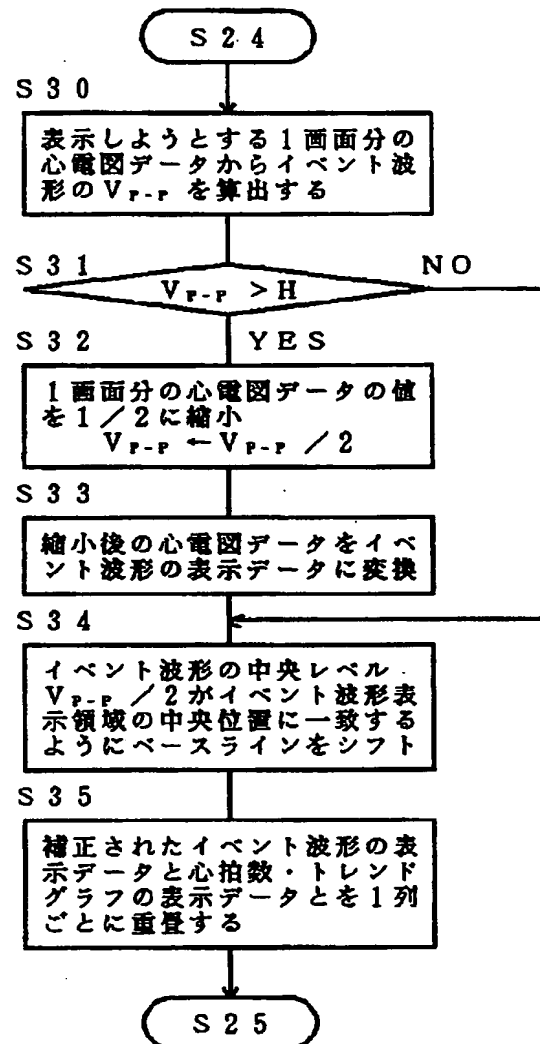 S24
S30
表示しようとする1画面分の
心電図データからイベント波
形のVP-Pを算出する
S31
NO
VP-P >H
S32
YES
1画面分の心電図データの値
を1/2に縮小
VP-P ←VP-P /2
S33
縮小後の心電図データをイベ
ント波形の表示データに変換
S34
イベント波形の中央レベル
VP-P /2がイベント波形表
示領域の中央位置に一致する
ようにベースラインをシフト
S35
補正されたイベント波形の表
示データと心拍数・トレンド
グラフの表示データとを1列
ごとに重畳する
S25